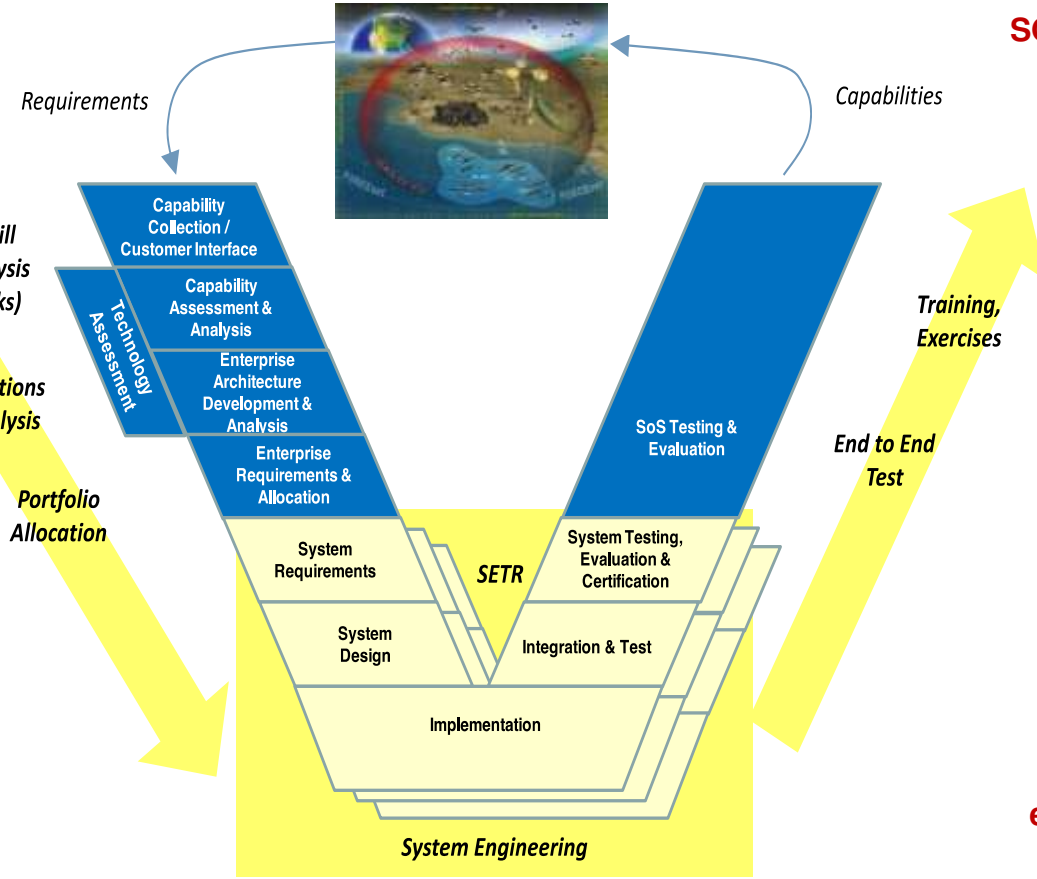 Requirements
Capabilities
Capability
Collection /
Customer Interface
Capability
Assessment &
Analysis
Technology
Assessment
Enterprise
Architecture
Development &
Analysis
Enterprise
Requirements &
Allocation
Portfolio
Allocation
System
Requirements
System
Design
Implementation
SETR
System Testing,
Evaluation &
Certification
Integration & Test
SoS Testing &
Evaluation
Training,
Exercises
End to End
Test
System Engineering